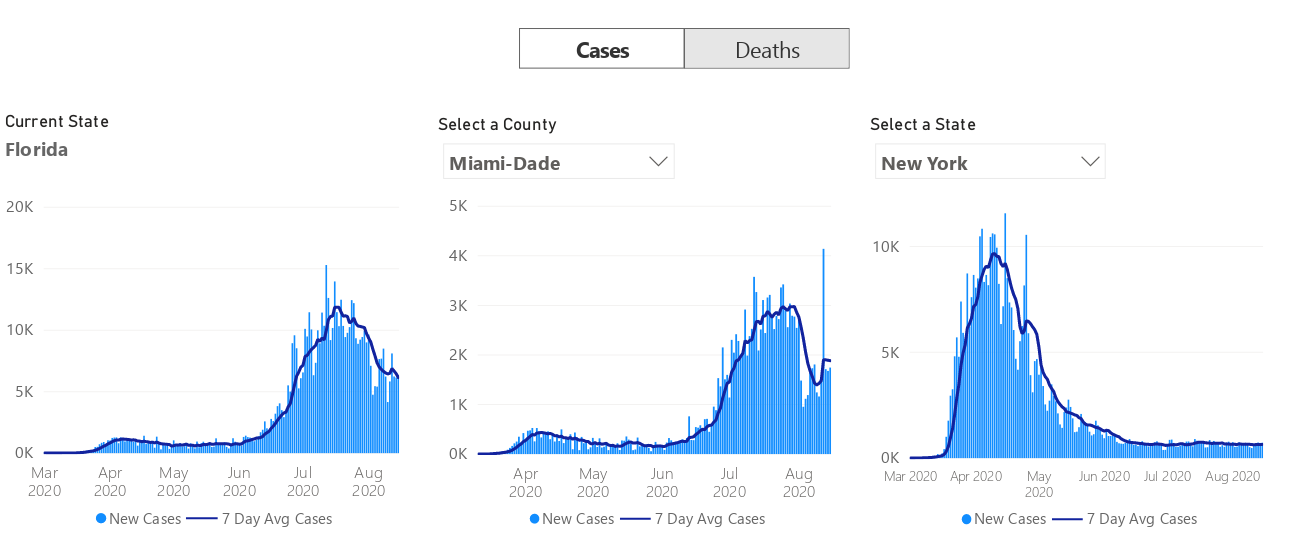 Cases Deaths
Current State
Florida
20K
15K
10K
5K
0K
Mar Apr May Jun Jul Aug
2020 2020 2020 2020 2020 2020
New Cases 7 Day Avg Cases
Select a County
Miami-Dade
5K
4K
3K
2K
1K
0K
Apr May Jun Jul Aug
2020 2020 2020 2020 2020
New Cases 7 Day Avg Cases
Select a State
New York
10K
5K
0K
Mar 2020 Apr 2020 May Jun 2020 Jul 2020 Aug 2020
2020
New Cases 7 Day Avg Cases